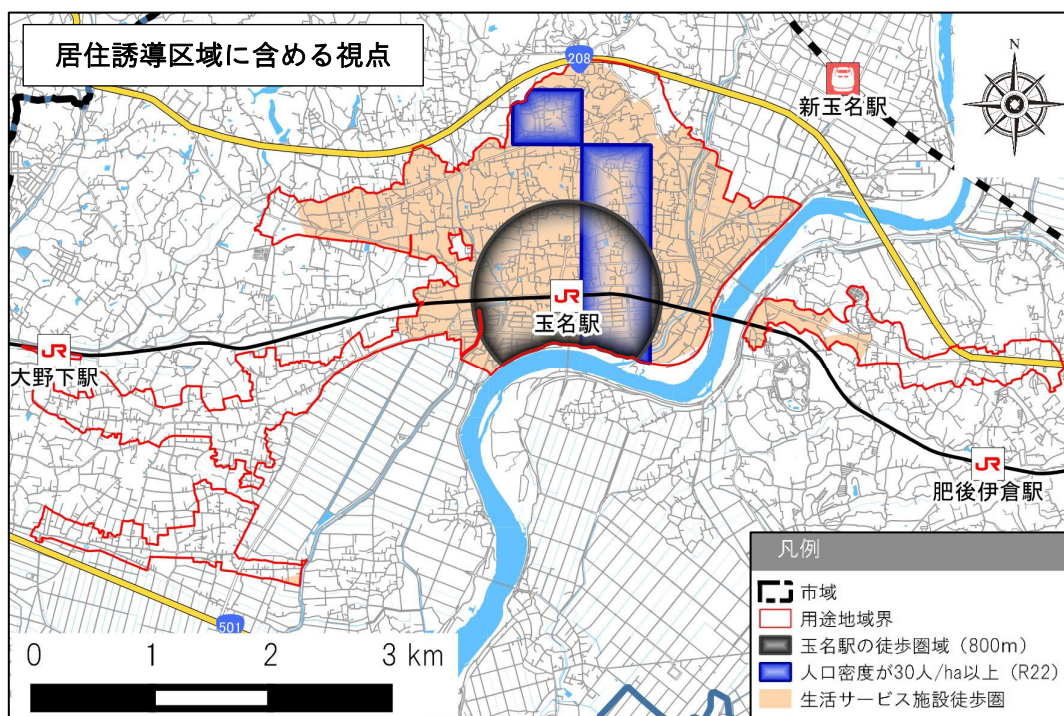 居住誘導区域に含める視点
208
新玉名駅
N
JR
玉名駅
JR
大野下駅
JR
肥後伊倉駅
501
0 1 2 3 km
凡例
市域
用途地域界
玉名駅の徒歩圏域（800m）
人口密度が30人/ha以上（R22）
生活サービス施設徒歩圏